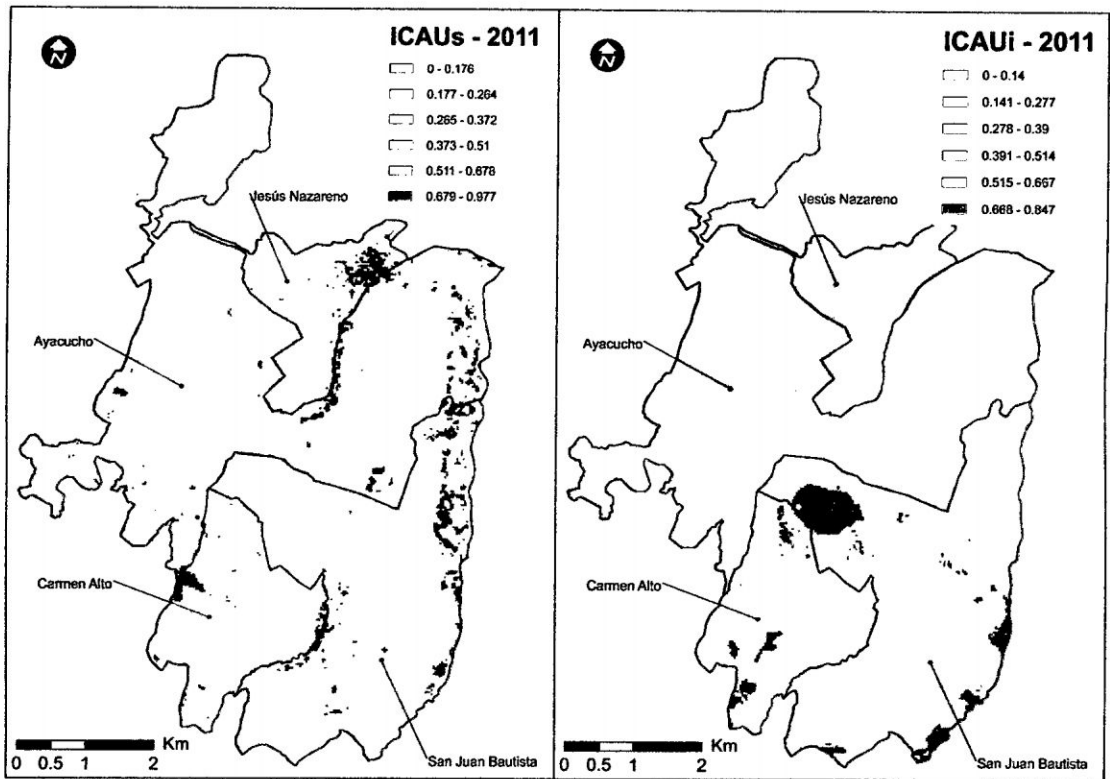 ICAUs - 2011
N
0 - 0.176
0.177 - 0.264
0.265 - 0.372
0.373 - 0.51
0.511 - 0.678
0.679 - 0.977
Jesús Nazareno
Ayacucho
Carmen Alto
San Juan Bautista
Km
0 0.5 1 2
ICAUi - 2011
N
0 - 0.14
0.141 - 0.277
0.278 - 0.39
0.391 - 0.514
0.515 - 0.667
0.668 - 0.847
Jesús Nazareno
Ayacucho
Carmen Alto
San Juan Bautista
Km
0 0.5 1 2